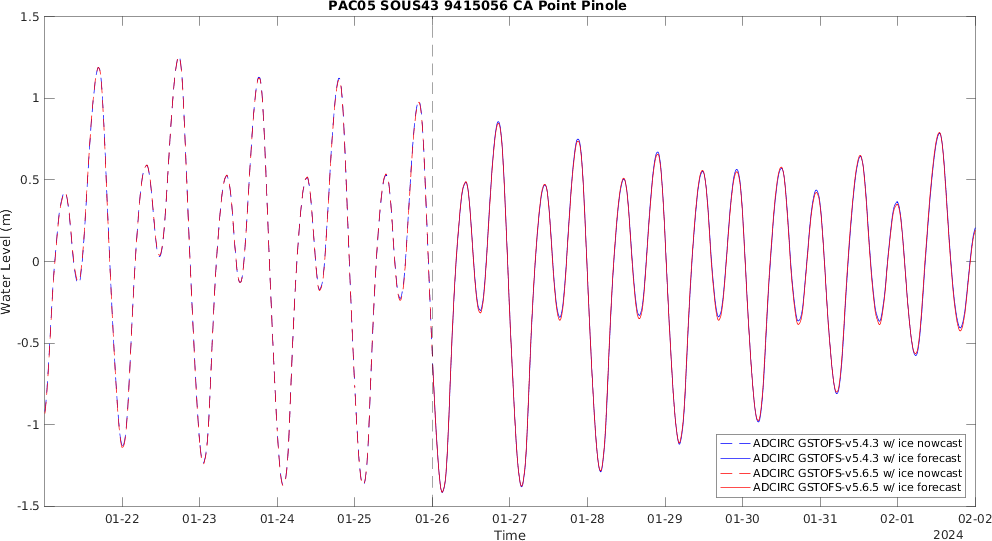 PAC05 SOUS43 9415056 CA Point Pinole
1.5
1
0.5
0
-0.5
-1
-1.5
Water Level (m)
ADCIRC GSTOFS-v5.4.3 w/ ice nowcast
ADCIRC GSTOFS-v5.4.3 w/ ice forecast
ADCIRC GSTOFS-v5.6.5 w/ ice nowcast
ADCIRC GSTOFS-v5.6.5 w/ ice forecast
01-22 01-23 01-24 01-25 01-26 01-27 01-28 01-29 01-30 01-31 02-01 02-02
Time
2024